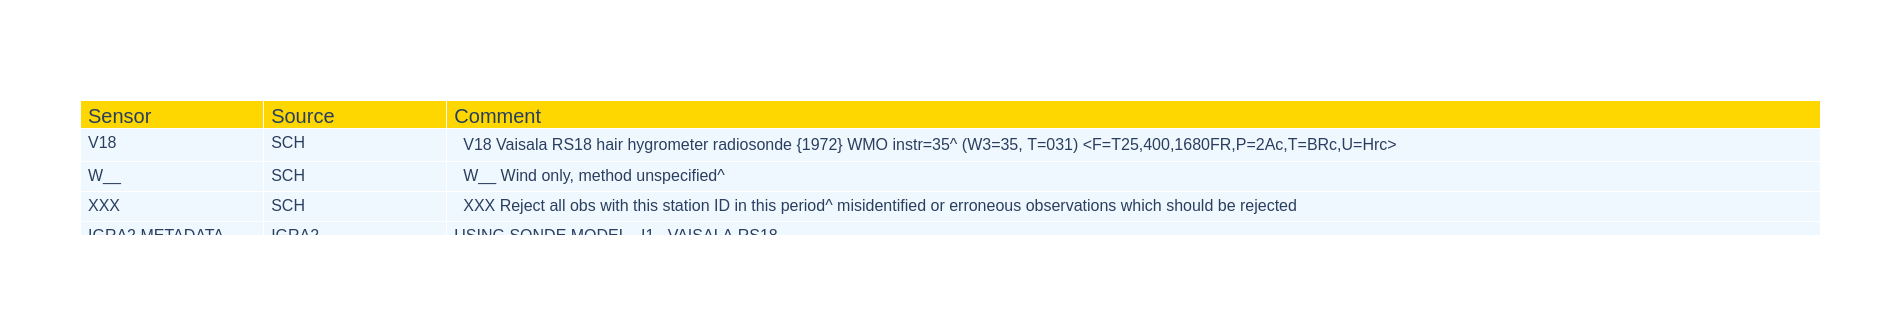 Sensor Source Comment
V18 SCH V18 Vaisala RS18 hair hygrometer radiosonde {1972} WMO instr=35^ (W3=35, T=031) <F=T25,400,1680FR,P=2Ac,T=BRc,U=Hrc>
W__ SCH W__ Wind only, method unspecified^
XXX SCH XXX Reject all obs with this station ID in this period^ misidentified or erroneous observations which should be rejected
IGRA2 METADATA IGRA2 USING SONDE MODEL VAISALA RS18